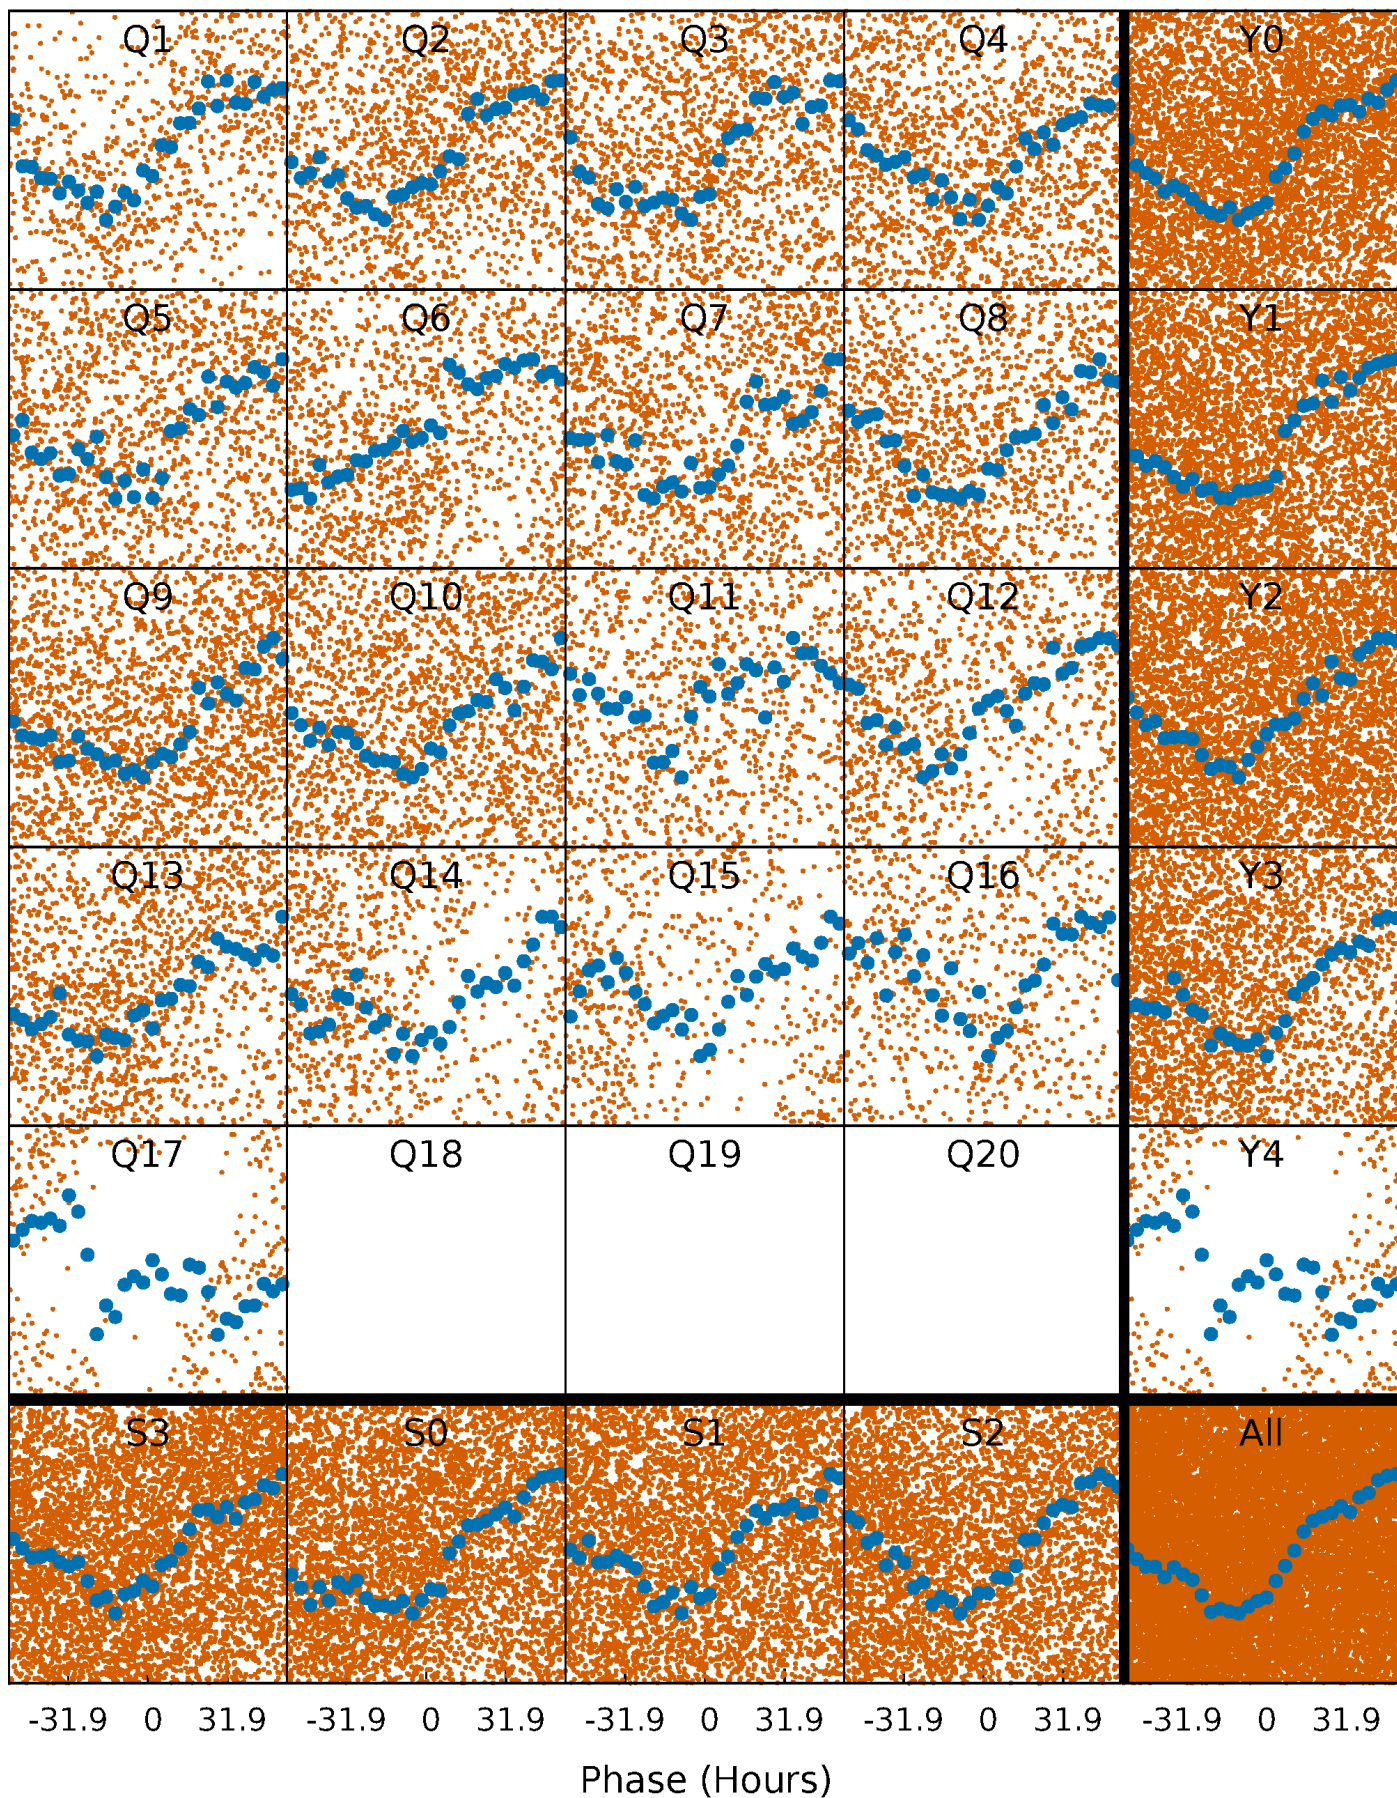 Q1 Q2 Q3 Q4 Y0
Q5 Q6 Q7 Q8 Y1
Q9 Q10 Q11 Q12 Y2
Q13 Q14 Q15 Q16 Y3
Q17 Q18 Q19 Q20 Y4
S3 S0 S1 S2 All
-31.9 0 31.9 -31.9 0 31.9 -31.9 0 31.9 -31.9 0 31.9 -31.9 0 31.9
Phase (Hours)